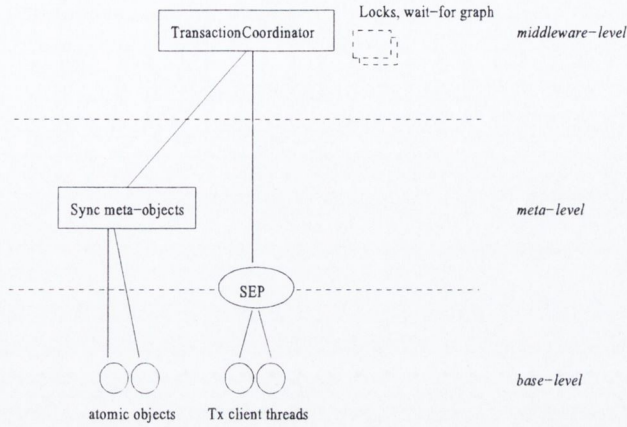 Locks, wait-for graph
TransactionCoordinator
middleware-level
Sync meta-objects
meta-level
SEP
base-level
atomic objects
Tx client threads